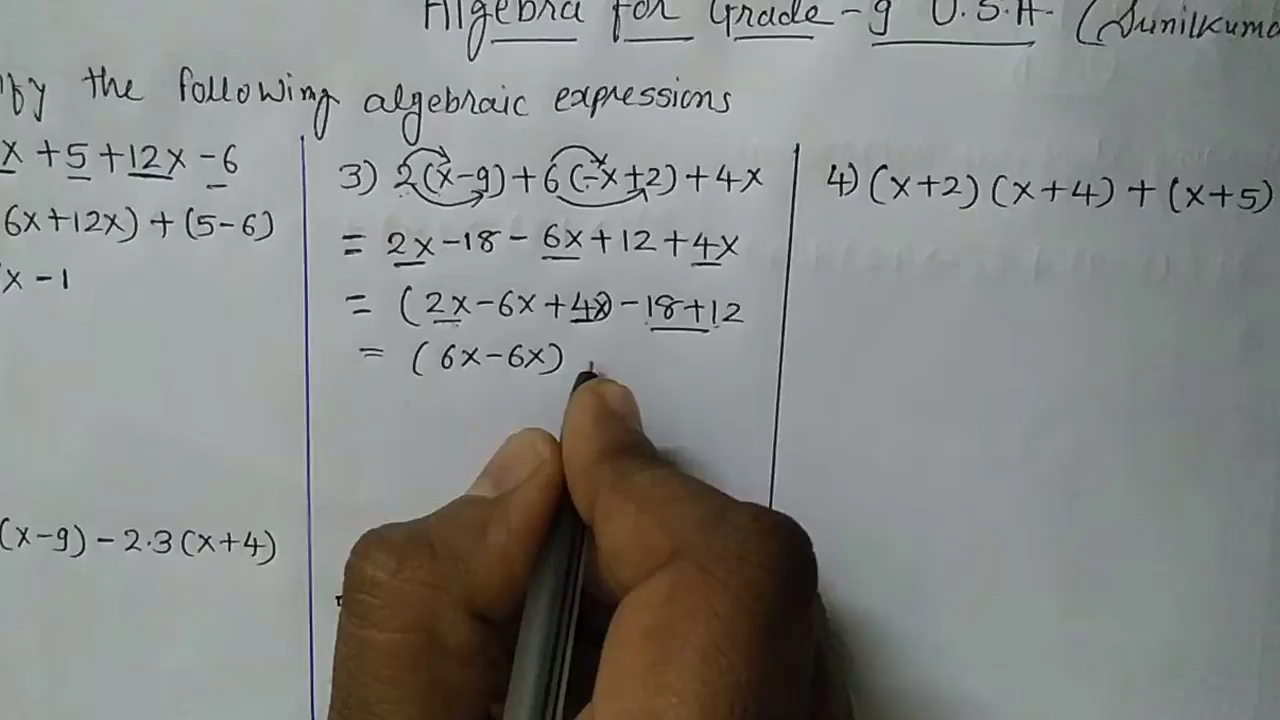 Algebra for Grade-9 U.S.A. (Sunilkuma
the following algebraic expressions
x + 5 + 12x - 6
6x + 12x) + (5 - 6)
x - 1
(x - 9) - 2.3 (x + 4)
3) 2(x - 9) + 6(-x + 2) + 4x
= 2x - 18 - 6x + 12 + 4x
= (2x - 6x + 4x) - 18 + 12
= (6x - 6x)
4) (x + 2) (x + 4) + (x + 5)